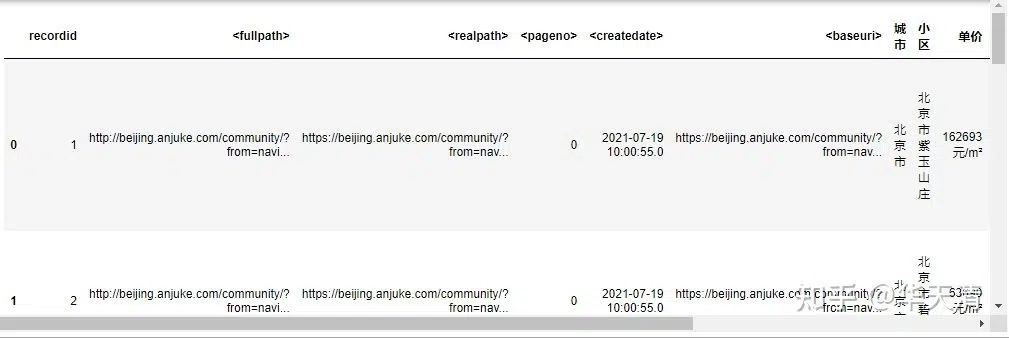 recordid <fullpath> <realpath> <pageno> <createdate> <baseuri> 城市 小区 单价
0 1 http://beijing.anjuke.com/community/?from=navi... https://beijing.anjuke.com/community/?from=nav... 0 2021-07-19 10:00:55.0 https://beijing.anjuke.com/community/?from=nav... 北京市 北京市紫玉山庄 162693元/m²
1 2 http://beijing.anjuke.com/community/?from=navi... https://beijing.anjuke.com/community/?from=nav... 0 2021-07-19 10:00:55.0 https://beijing.anjuke.com/community/?from=nav... 北京 北京市 元/m²
知乎